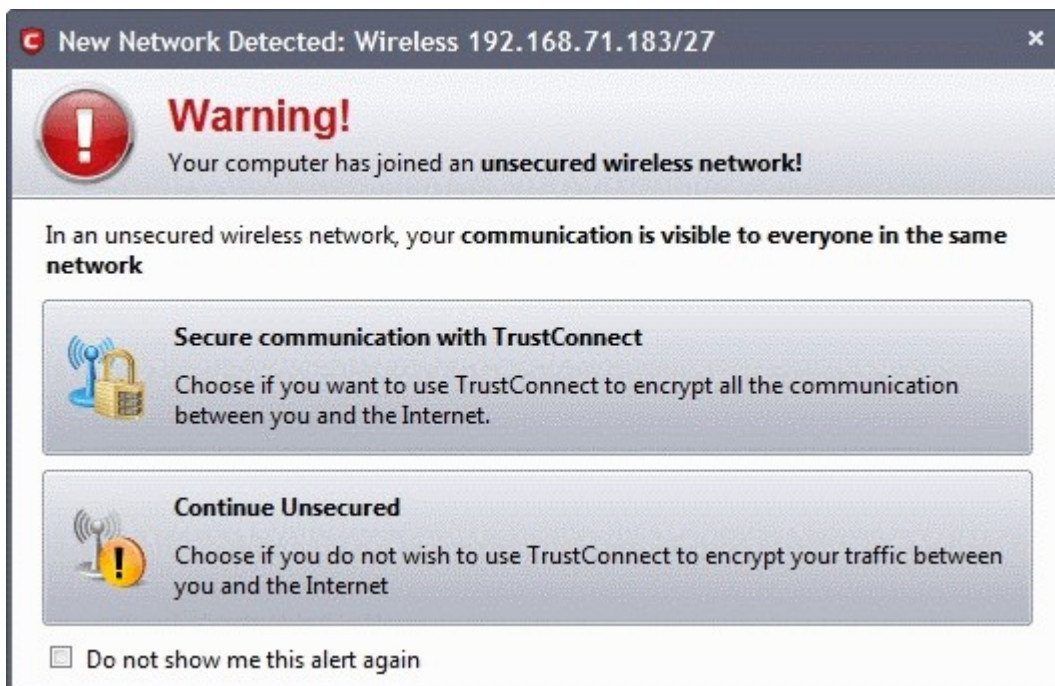 New Network Detected: Wireless 192.168.71.183/27
Warning!
Your computer has joined an unsecured wireless network!
In an unsecured wireless network, your communication is visible to everyone in the same
network
Secure communication with TrustConnect
Choose if you want to use TrustConnect to encrypt all the communication
between you and the Internet.
Continue Unsecured
Choose if you do not wish to use TrustConnect to encrypt your traffic between
you and the Internet
Do not show me this alert again